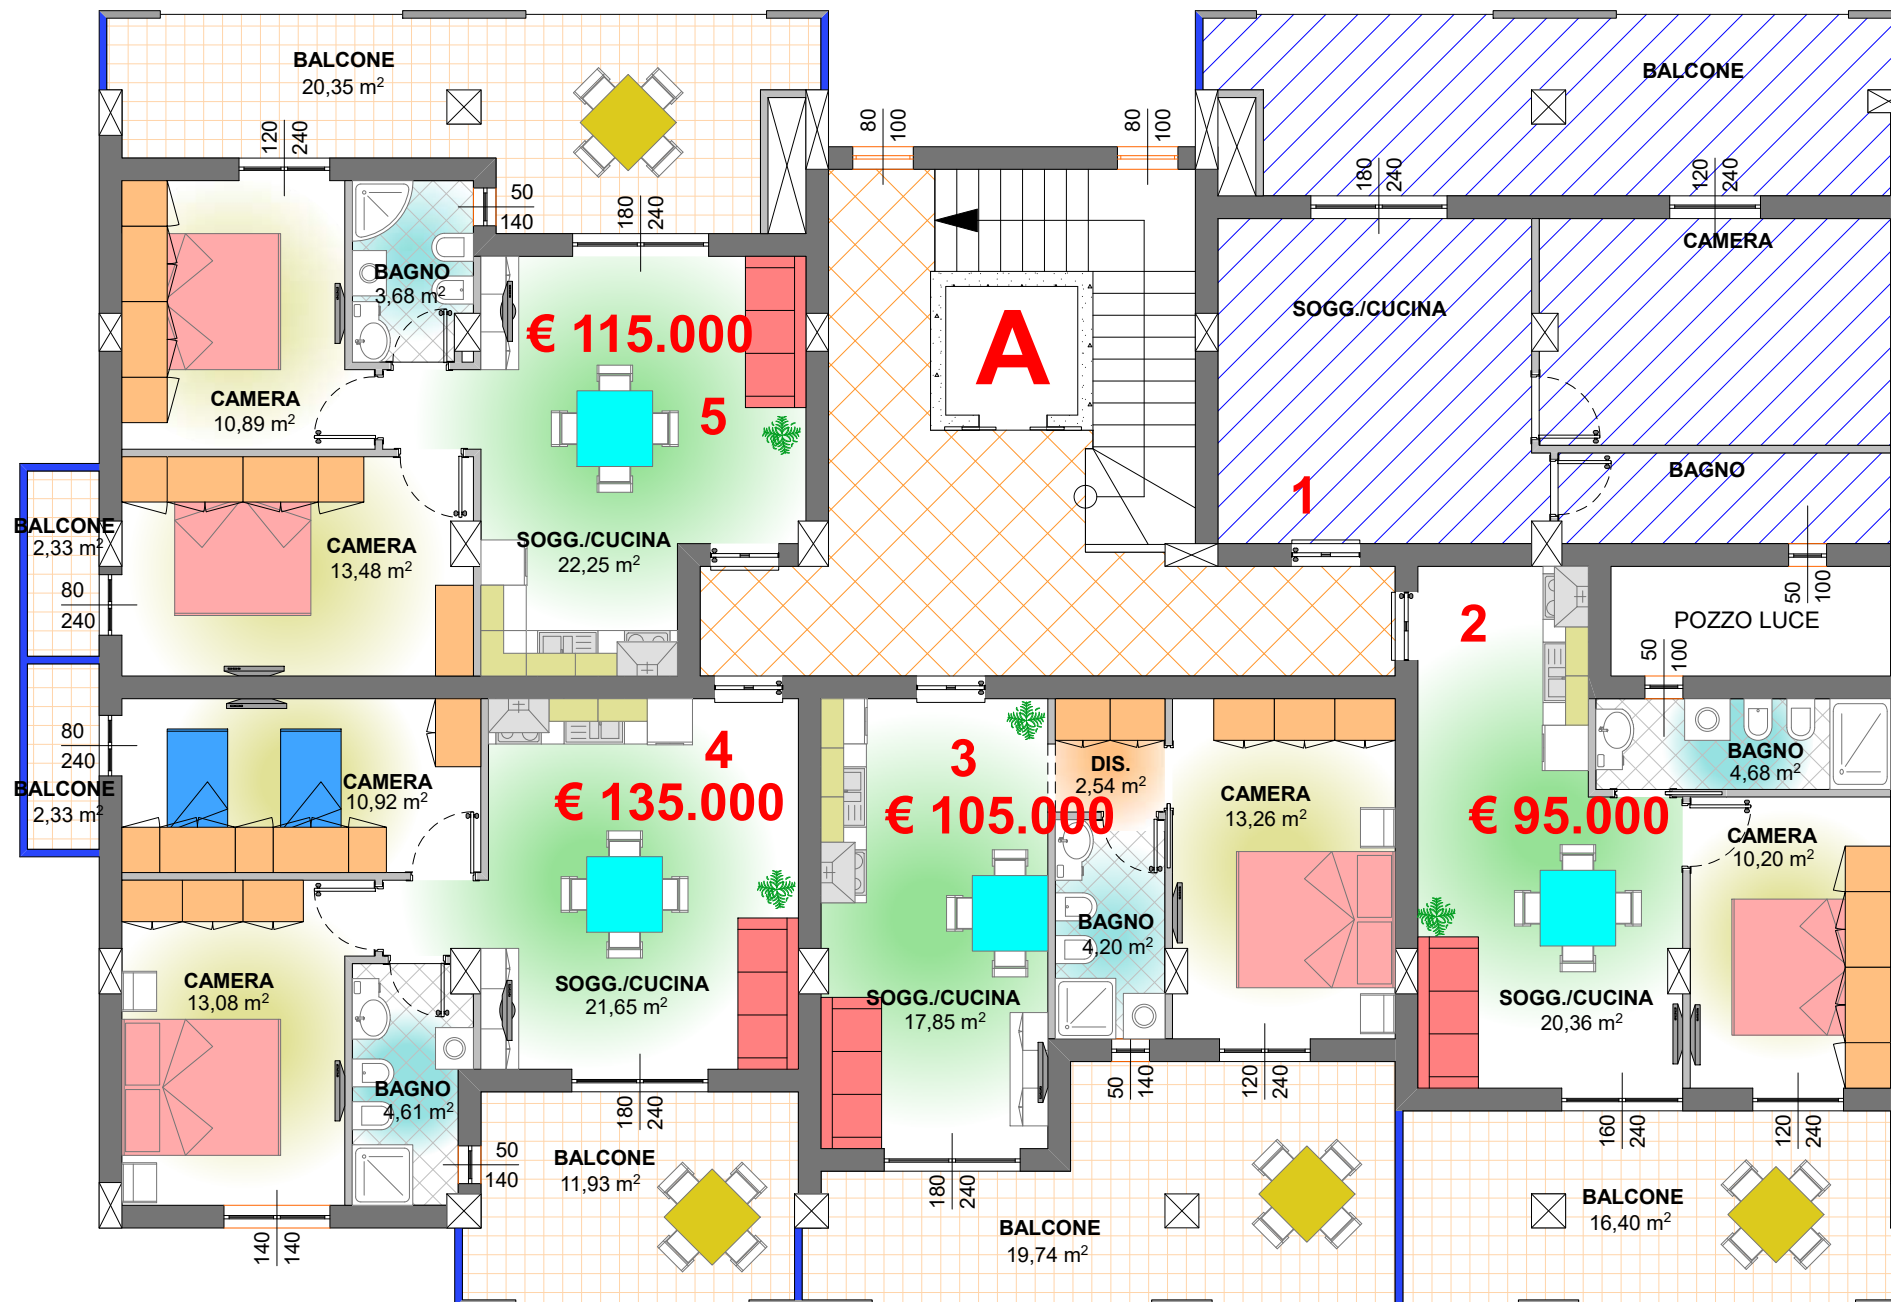 BALCONE
20,35 m²
120
240
50
140
180
240
BAGNO
3,68 m²
€ 115.000
5
CAMERA
10,89 m²
CAMERA
13,48 m²
SOGG./CUCINA
22,25 m²
BALCONE
2,33 m²
80
240
80
100
80
100
A
BALCONE
180
240
120
240
CAMERA
SOGG./CUCINA
1
BAGNO
50
100
POZZO LUCE
50
100
2
80
240
BALCONE
2,33 m²
CAMERA
10,92 m²
4
€ 135.000
CAMERA
13,08 m²
SOGG./CUCINA
21,65 m²
BAGNO
4,61 m²
180
240
50
140
BALCONE
11,93 m²
140
140
3
€ 105.000
DIS.
2,54 m²
CAMERA
13,26 m²
BAGNO
4,20 m²
SOGG./CUCINA
17,85 m²
50
140
120
240
180
240
BALCONE
19,74 m²
BAGNO
4,68 m²
€ 95.000
CAMERA
10,20 m²
SOGG./CUCINA
20,36 m²
160
240
120
240
BALCONE
16,40 m²